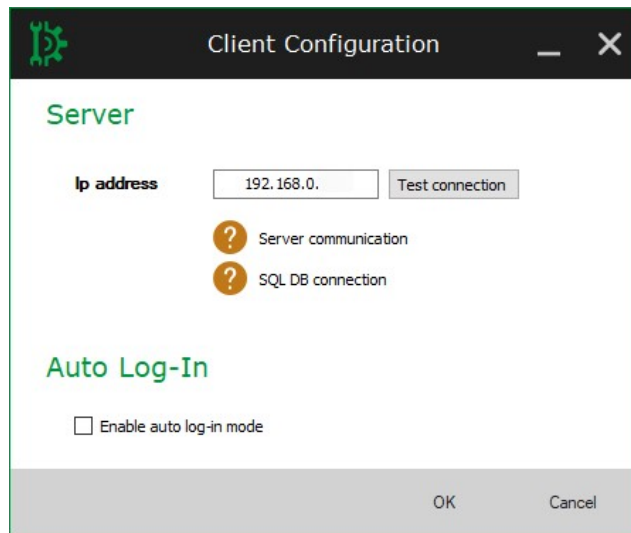 Client Configuration
Server
Ip address 192.168.0. Test connection
? Server communication
? SQL DB connection
Auto Log-In
Enable auto log-in mode
OK Cancel